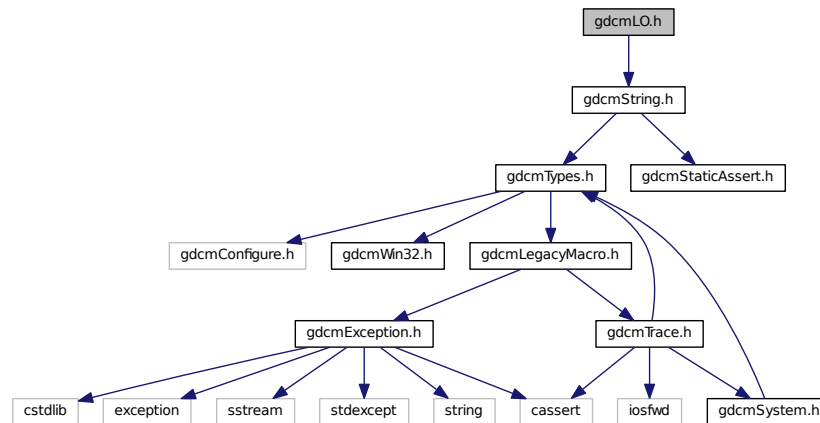 gdcmLO.h
gdcmString.h
gdcmTypes.h
gdcmStaticAssert.h
gdcmConfigure.h
gdcmWin32.h
gdcmLegacyMacro.h
gdcmException.h
gdcmTrace.h
cstdlib
exception
sstream
stdexcept
string
cassert
iosfwd
gdcmSystem.h